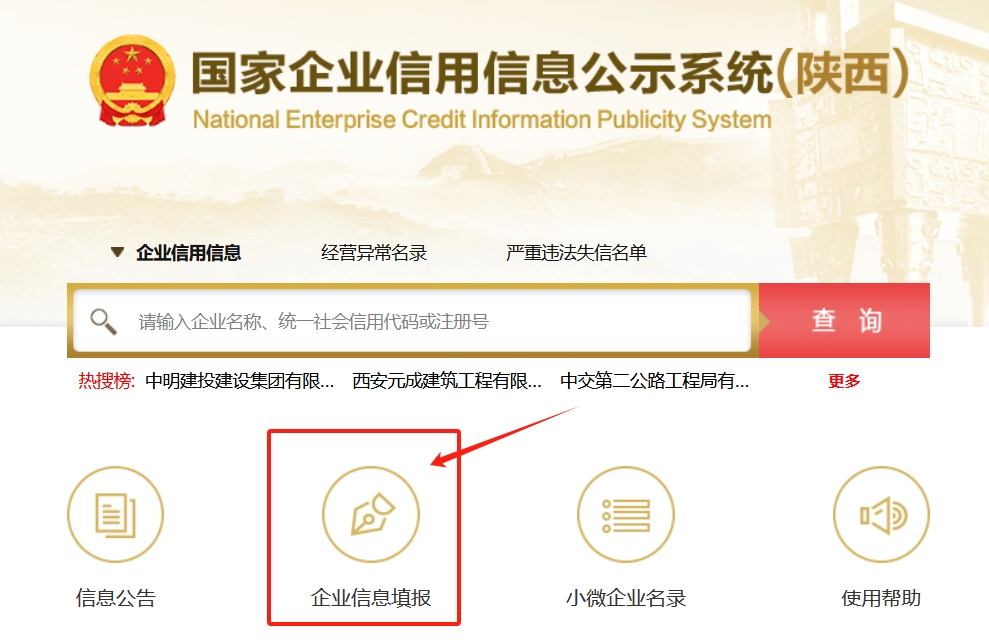 国家企业信用信息公示系统(陕西)
National Enterprise Credit Information Publicity System
企业信用信息 经营异常名录 严重违法失信名单
请输入企业名称、统一社会信用代码或注册号 查 询
热搜榜: 中明建投建设集团有限... 西安元成建筑工程有限... 中交第二公路工程局有... 更多
信息公告 企业信息填报 小微企业名录 使用帮助